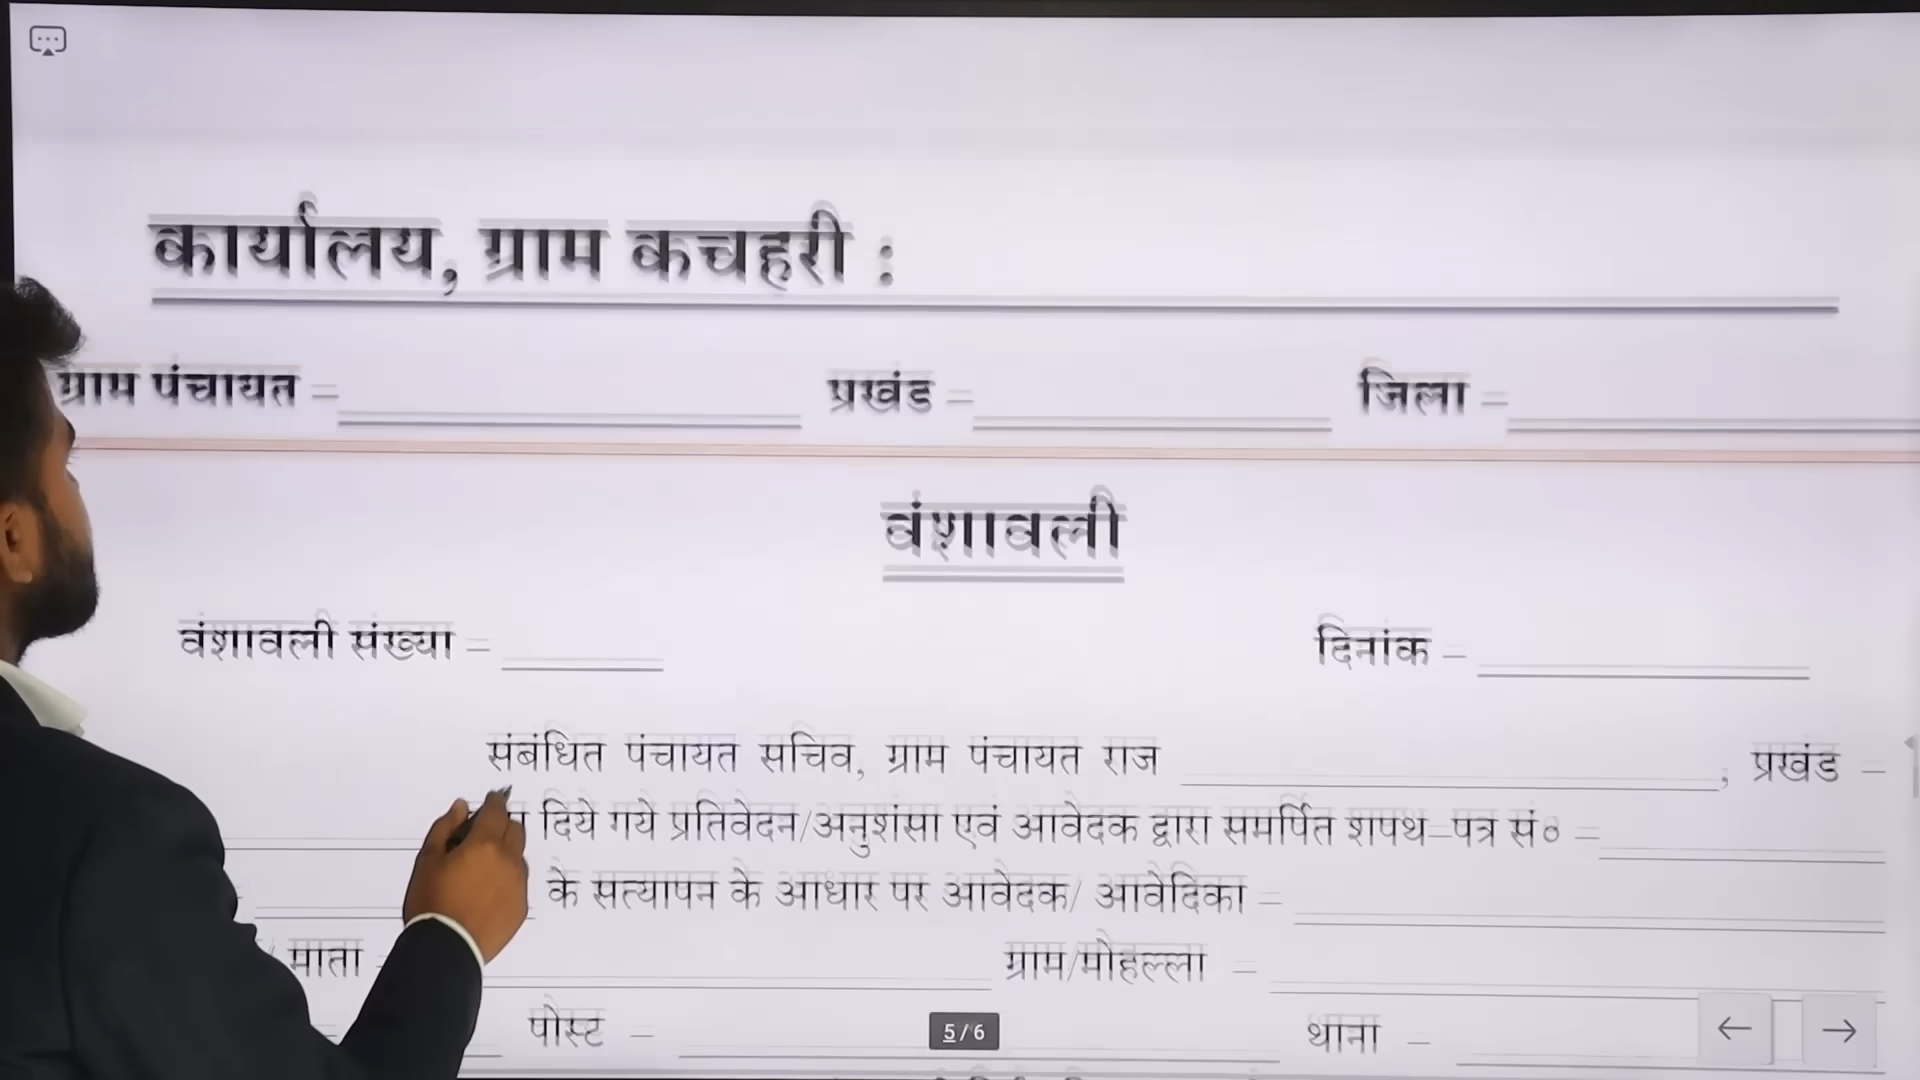 कार्यालय, ग्राम कचहरी :
ग्राम पंचायत – प्रखंड – जिला –
वंशावली
वंशावली संख्या – दिनांक –
संबंधित पंचायत सचिव, ग्राम पंचायत राज , प्रखंड –
दिये गये प्रतिवेदन/अनुशंसा एवं आवेदक द्वारा समर्पित शपथ–पत्र सं० –
के सत्यापन के आधार पर आवेदक/ आवेदिका –
/ माता ग्राम/मोहल्ला –
पोस्ट – थाना –
5 / 6